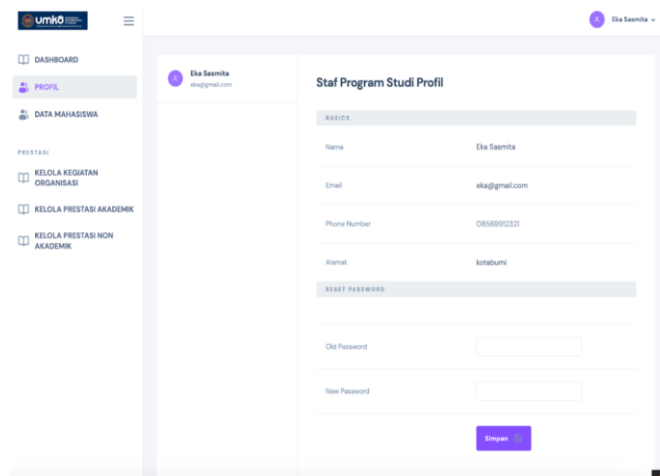 umkō
A
Eka Sasmita
DASHBOARD
PROFIL
DATA MAHASISWA
PRESTASI
KELOLA KEGIATAN
ORGANISASI
KELOLA PRESTASI AKADEMIK
KELOLA PRESTASI NON
AKADEMIK
A
Eka Sasmita
eka@gmail.com
Staf Program Studi Profil
BASICS
Nama
Eka Sasmita
Email
eka@gmail.com
Phone Number
08569912321
Alamat
kotabumi
RESET PASSWORD
Old Password
New Password
Simpan